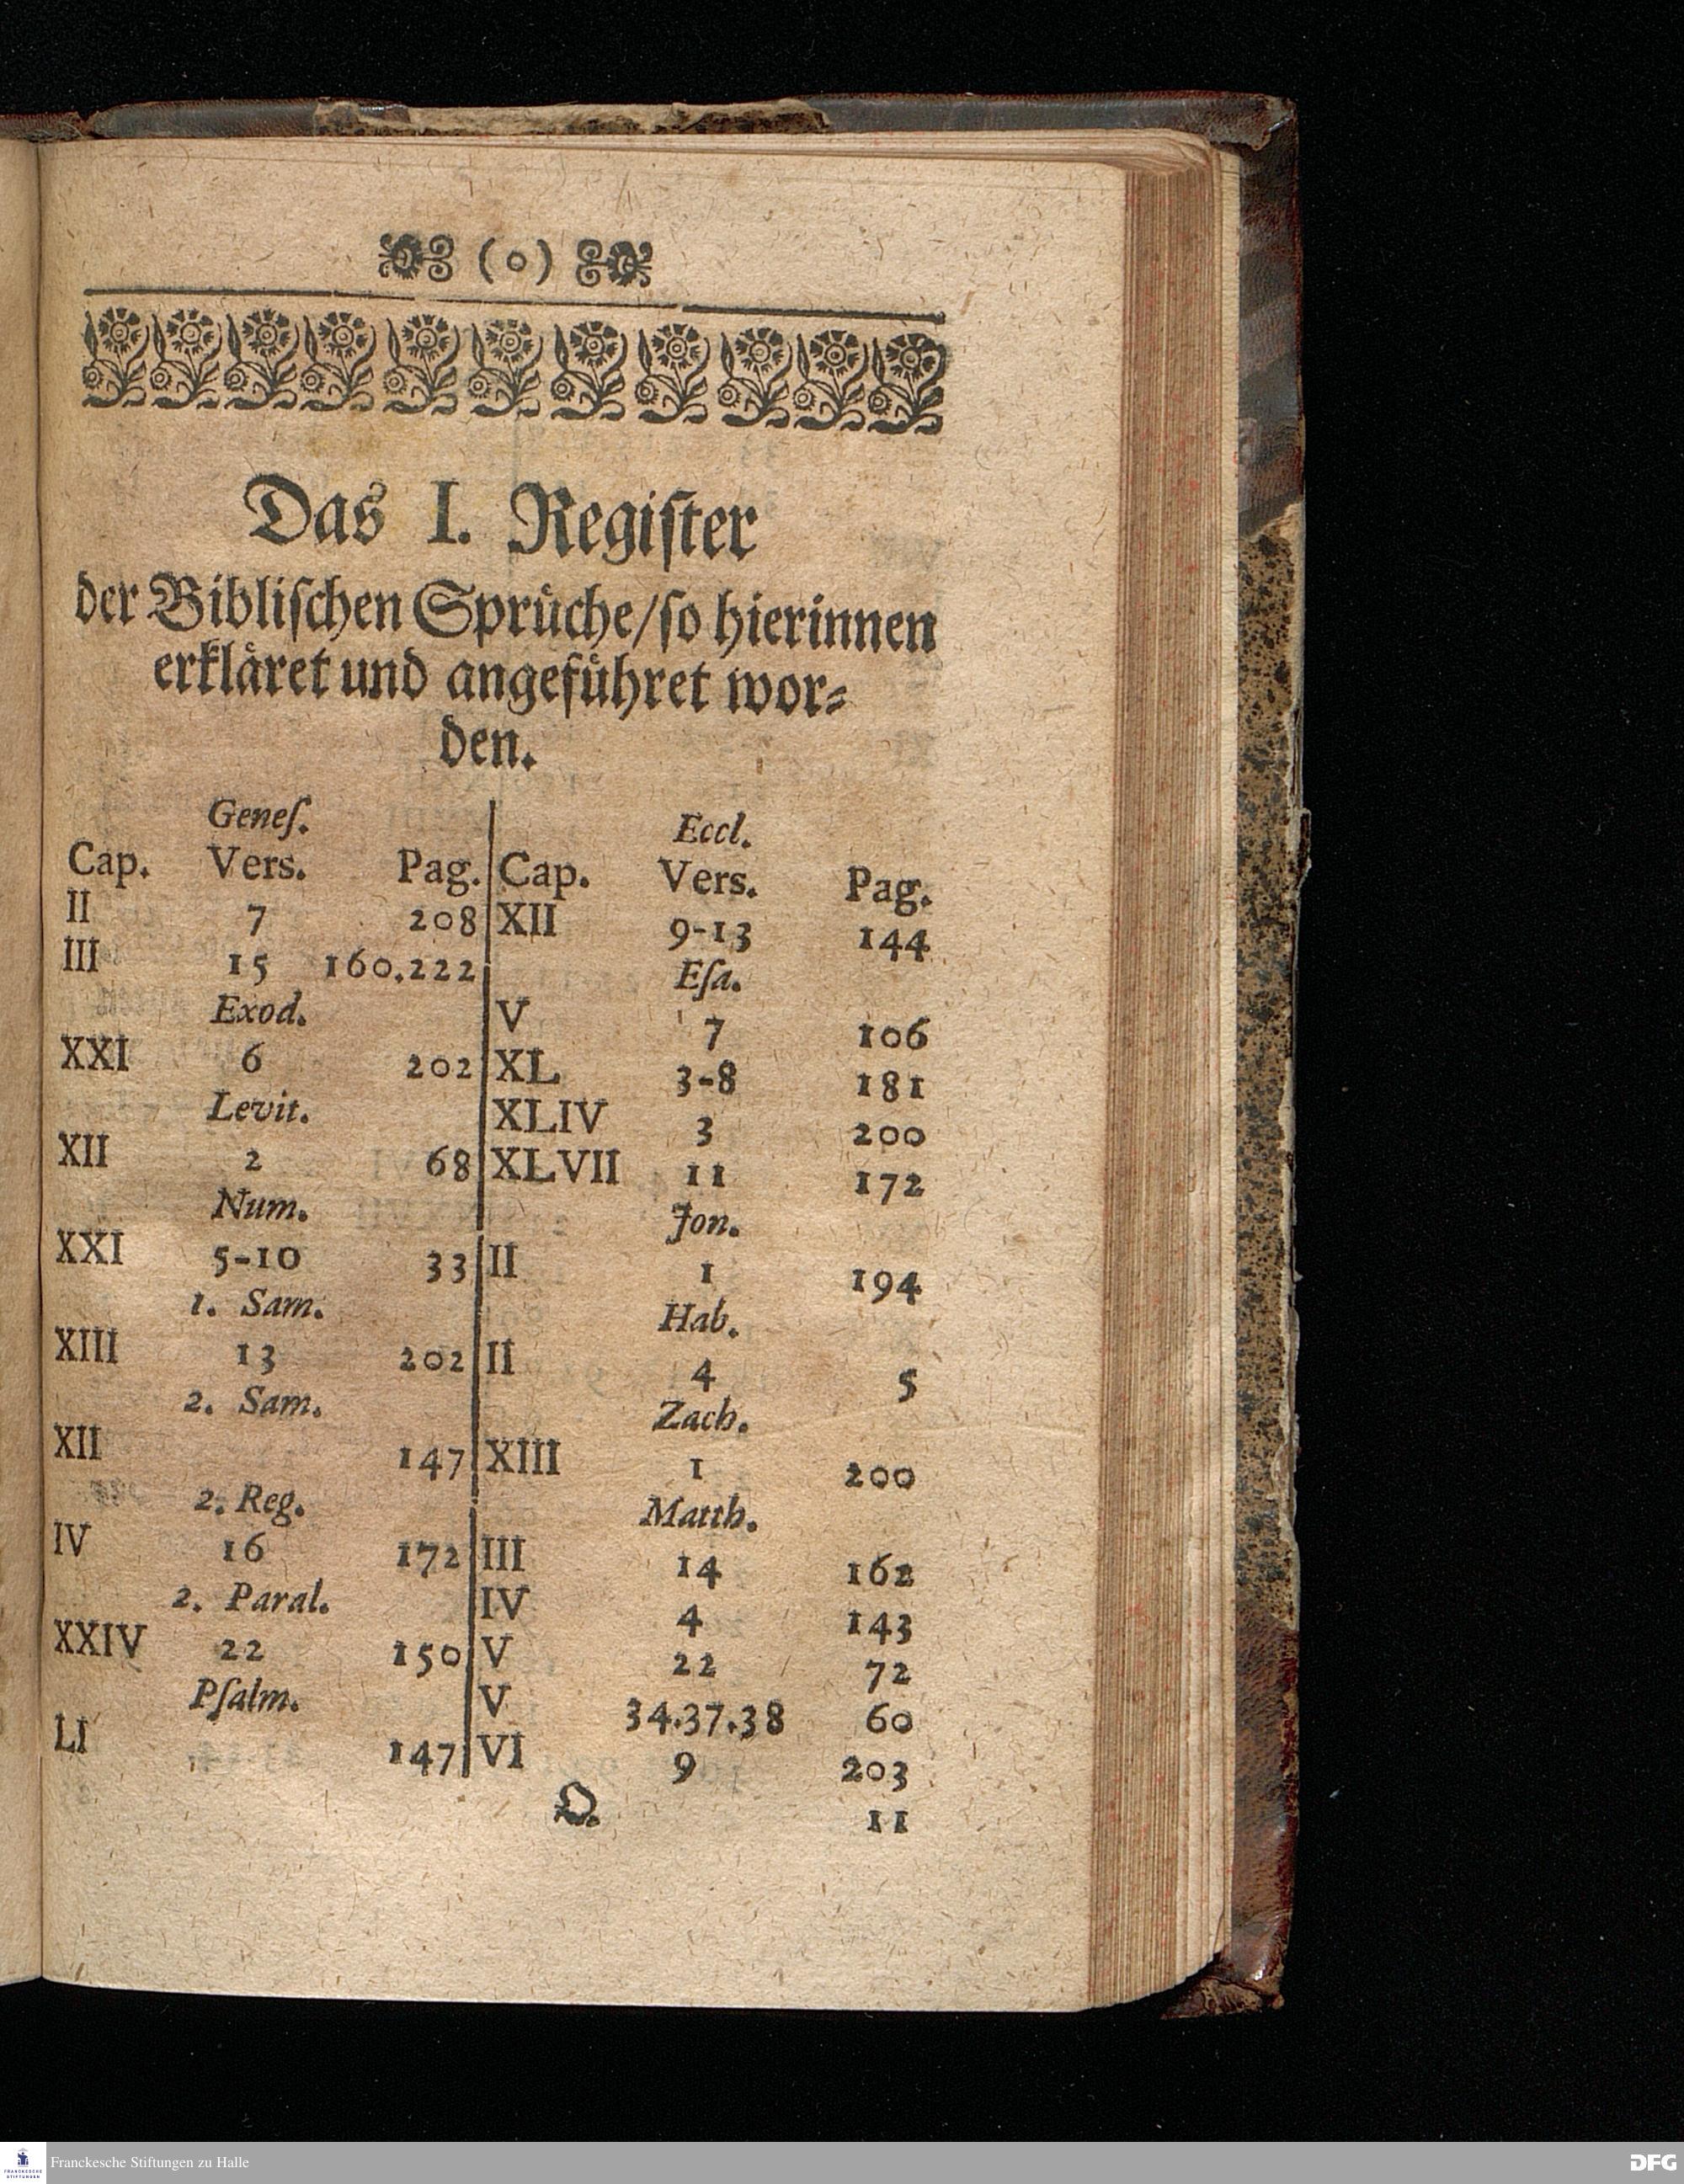 (o)
Das I. Regiſter
der Bibliſchen Sprüche/ſo hierinnen
erkläret und angeführet wor⸗
den.
Geneſ.
Cap. Vers. Pag.
II 7 208
III 15 160.222
Exod.
XXI 6 202
Levit.
XII 2 68
Num.
XXI 5-10 33
1. Sam.
XIII 13 202
2. Sam.
XII 147
2. Reg.
IV 16 172
2. Paral.
XXIV 22 150
Pſalm.
LI 147
Eccl.
Cap. Vers. Pag.
XII 9-13 144
Eſa.
V 7 106
XL 3-8 181
XLIV 3 200
XLVII 11 172
Jon.
II 1 194
Hab.
II 4 5
Zach.
XIII 1 200
Matth.
III 14 162
IV 4 143
V 22 72
V 34.37.38 60
VI 9 203
Q. 11
FRANCKESCHE
STIFTUNGEN
Franckesche Stiftungen zu Halle
DFG